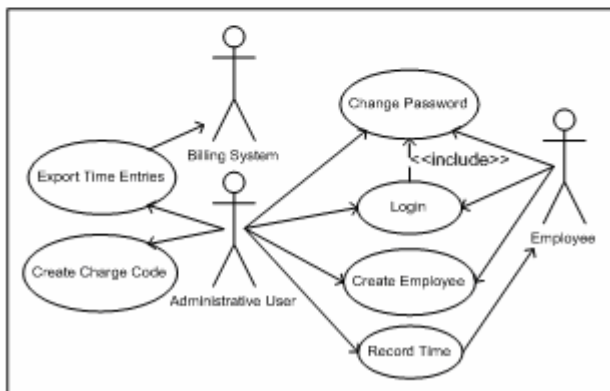 Change Password
Billing System
<<include>>
Export Time Entries
Login
Employee
Create Charge Code
Administrative User
Create Employee
Record Time